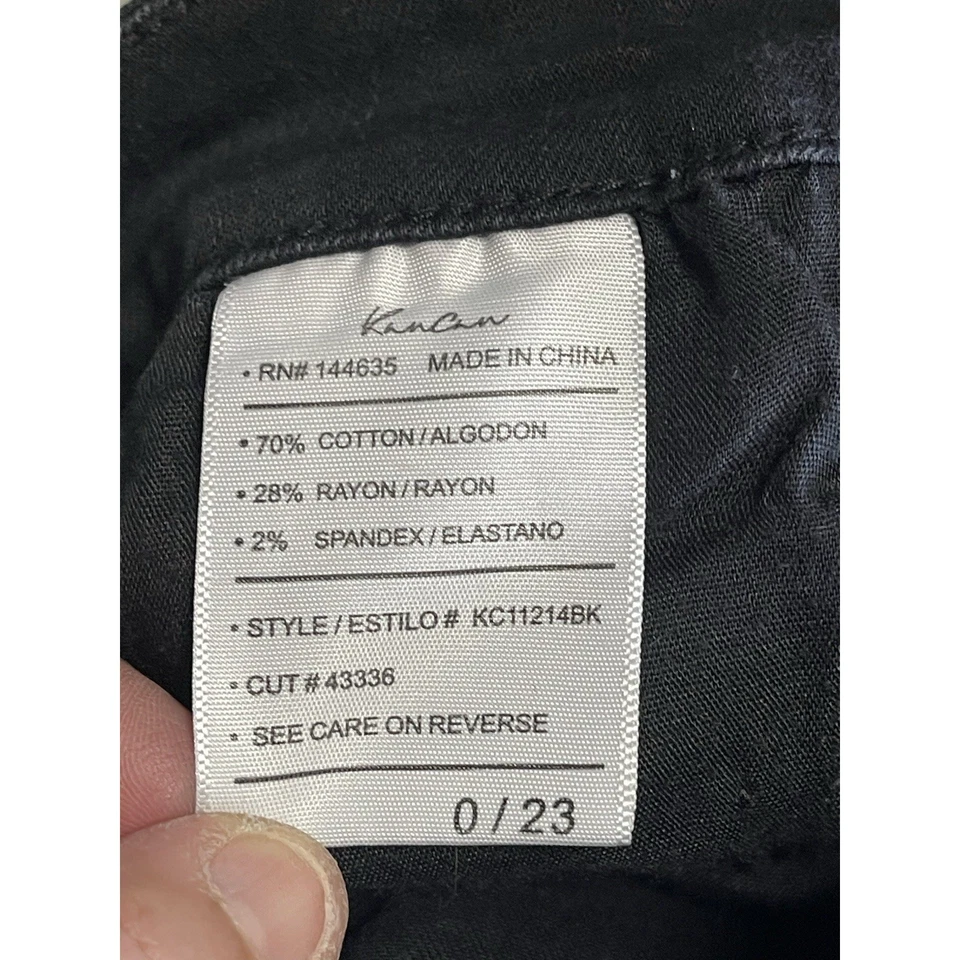 KanCan
• RN# 144635 MADE IN CHINA
• 70% COTTON/ALGODON
• 28% RAYON/RAYON
• 2% SPANDEX/ELASTANO
• STYLE/ESTILO# KC11214BK
• CUT # 43336
• SEE CARE ON REVERSE
0 / 23